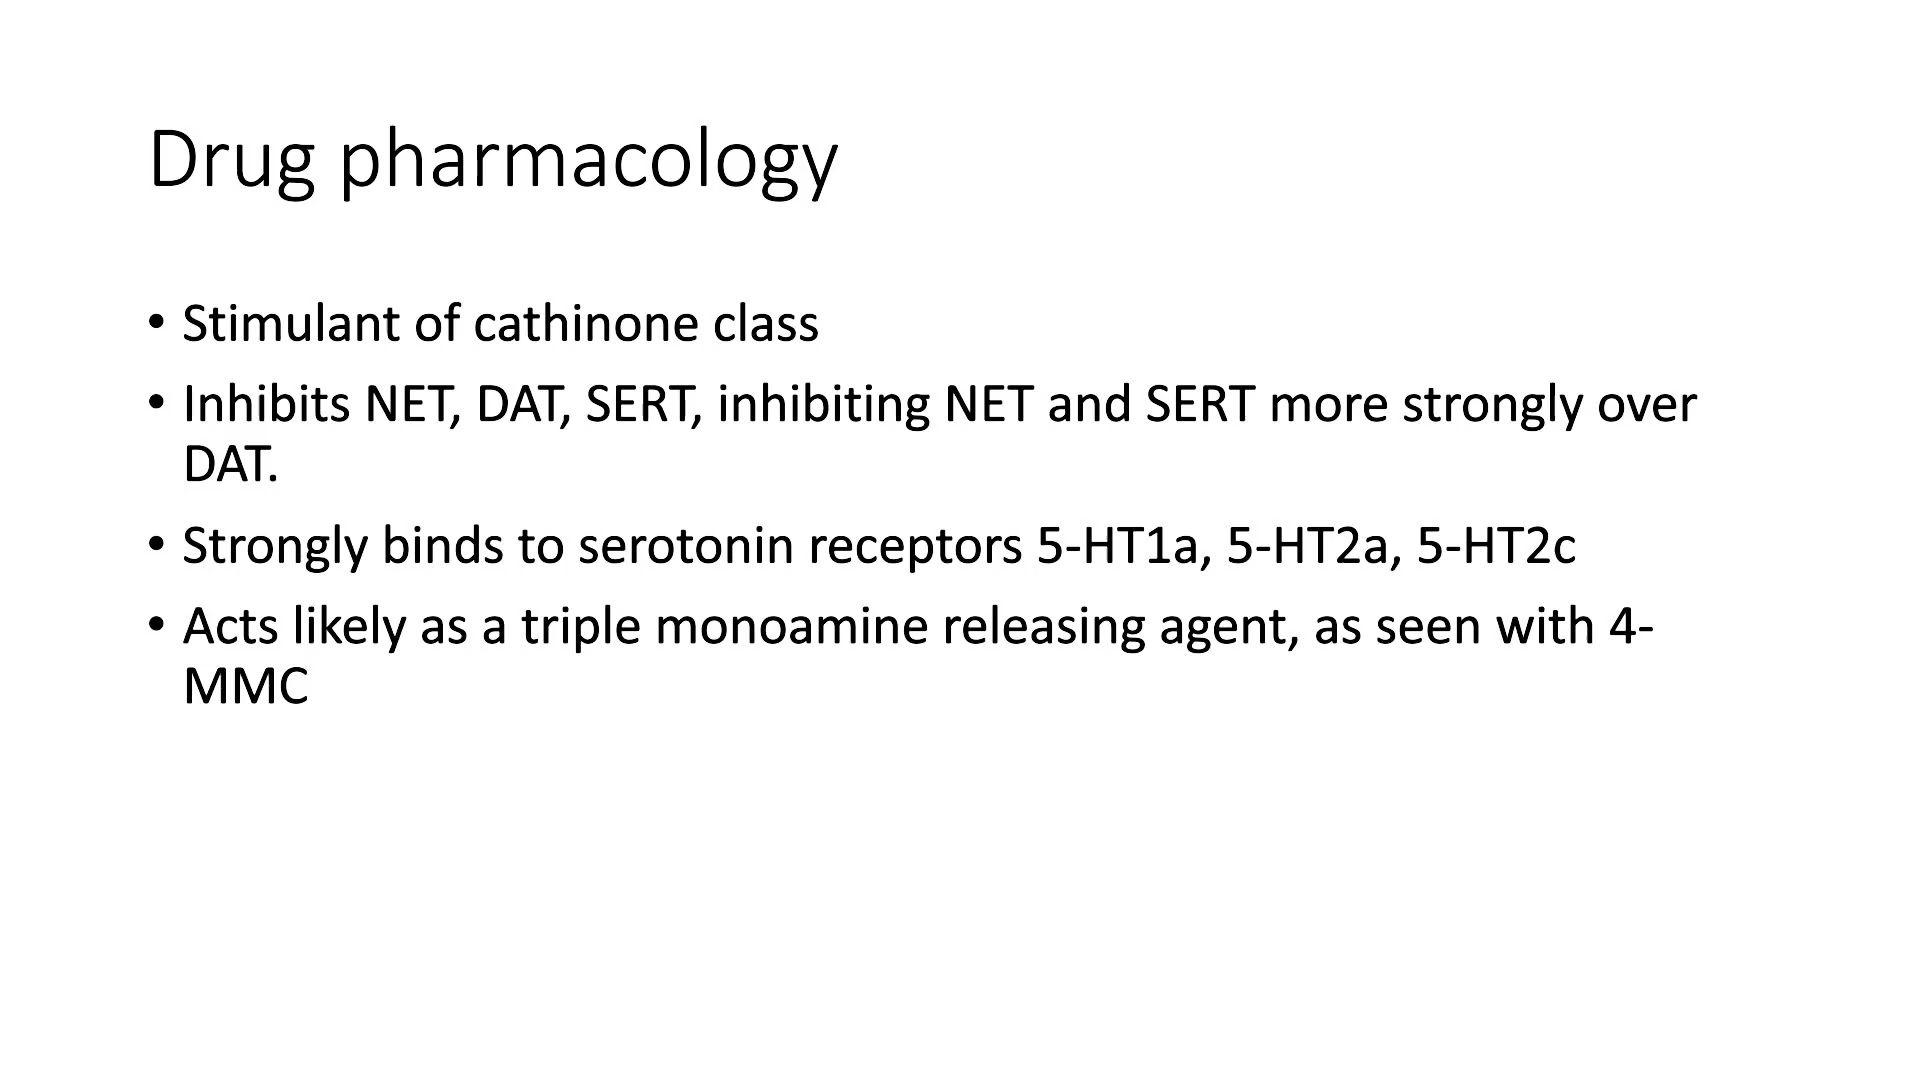 Drug pharmacology
• Stimulant of cathinone class
• Inhibits NET, DAT, SERT, inhibiting NET and SERT more strongly over
DAT.
• Strongly binds to serotonin receptors 5-HT1a, 5-HT2a, 5-HT2c
• Acts likely as a triple monoamine releasing agent, as seen with 4-
MMC